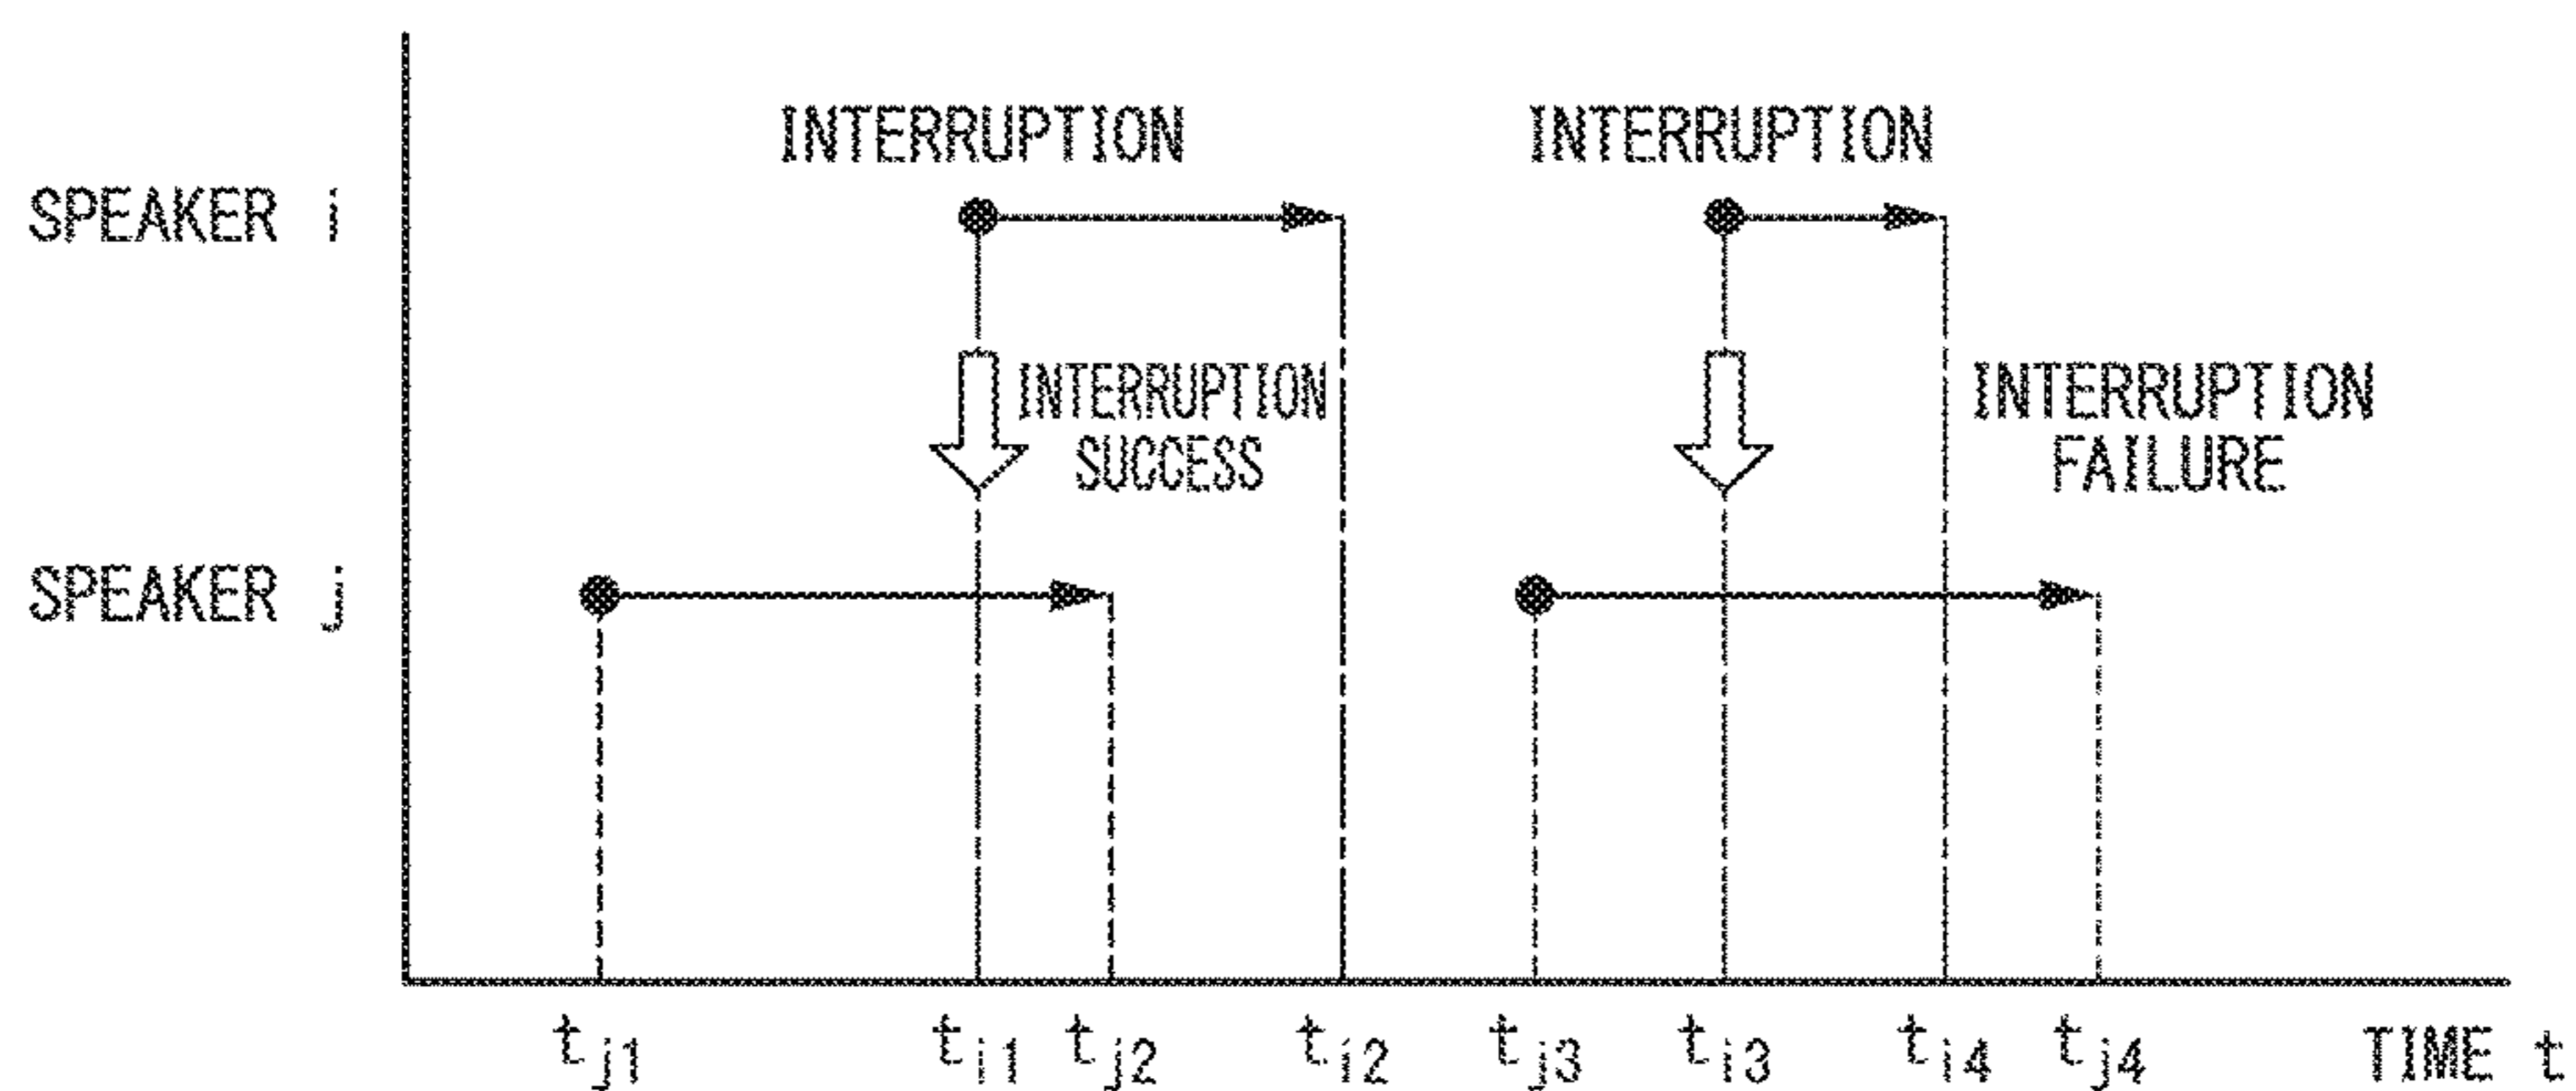 INTERRUPTION INTERRUPTION
SPEAKER i
INTERRUPTION
SUCCESS
INTERRUPTION
FAILURE
SPEAKER j
tj1 ti1 tj2 ti2 tj3 ti3 ti4 tj4 TIME t